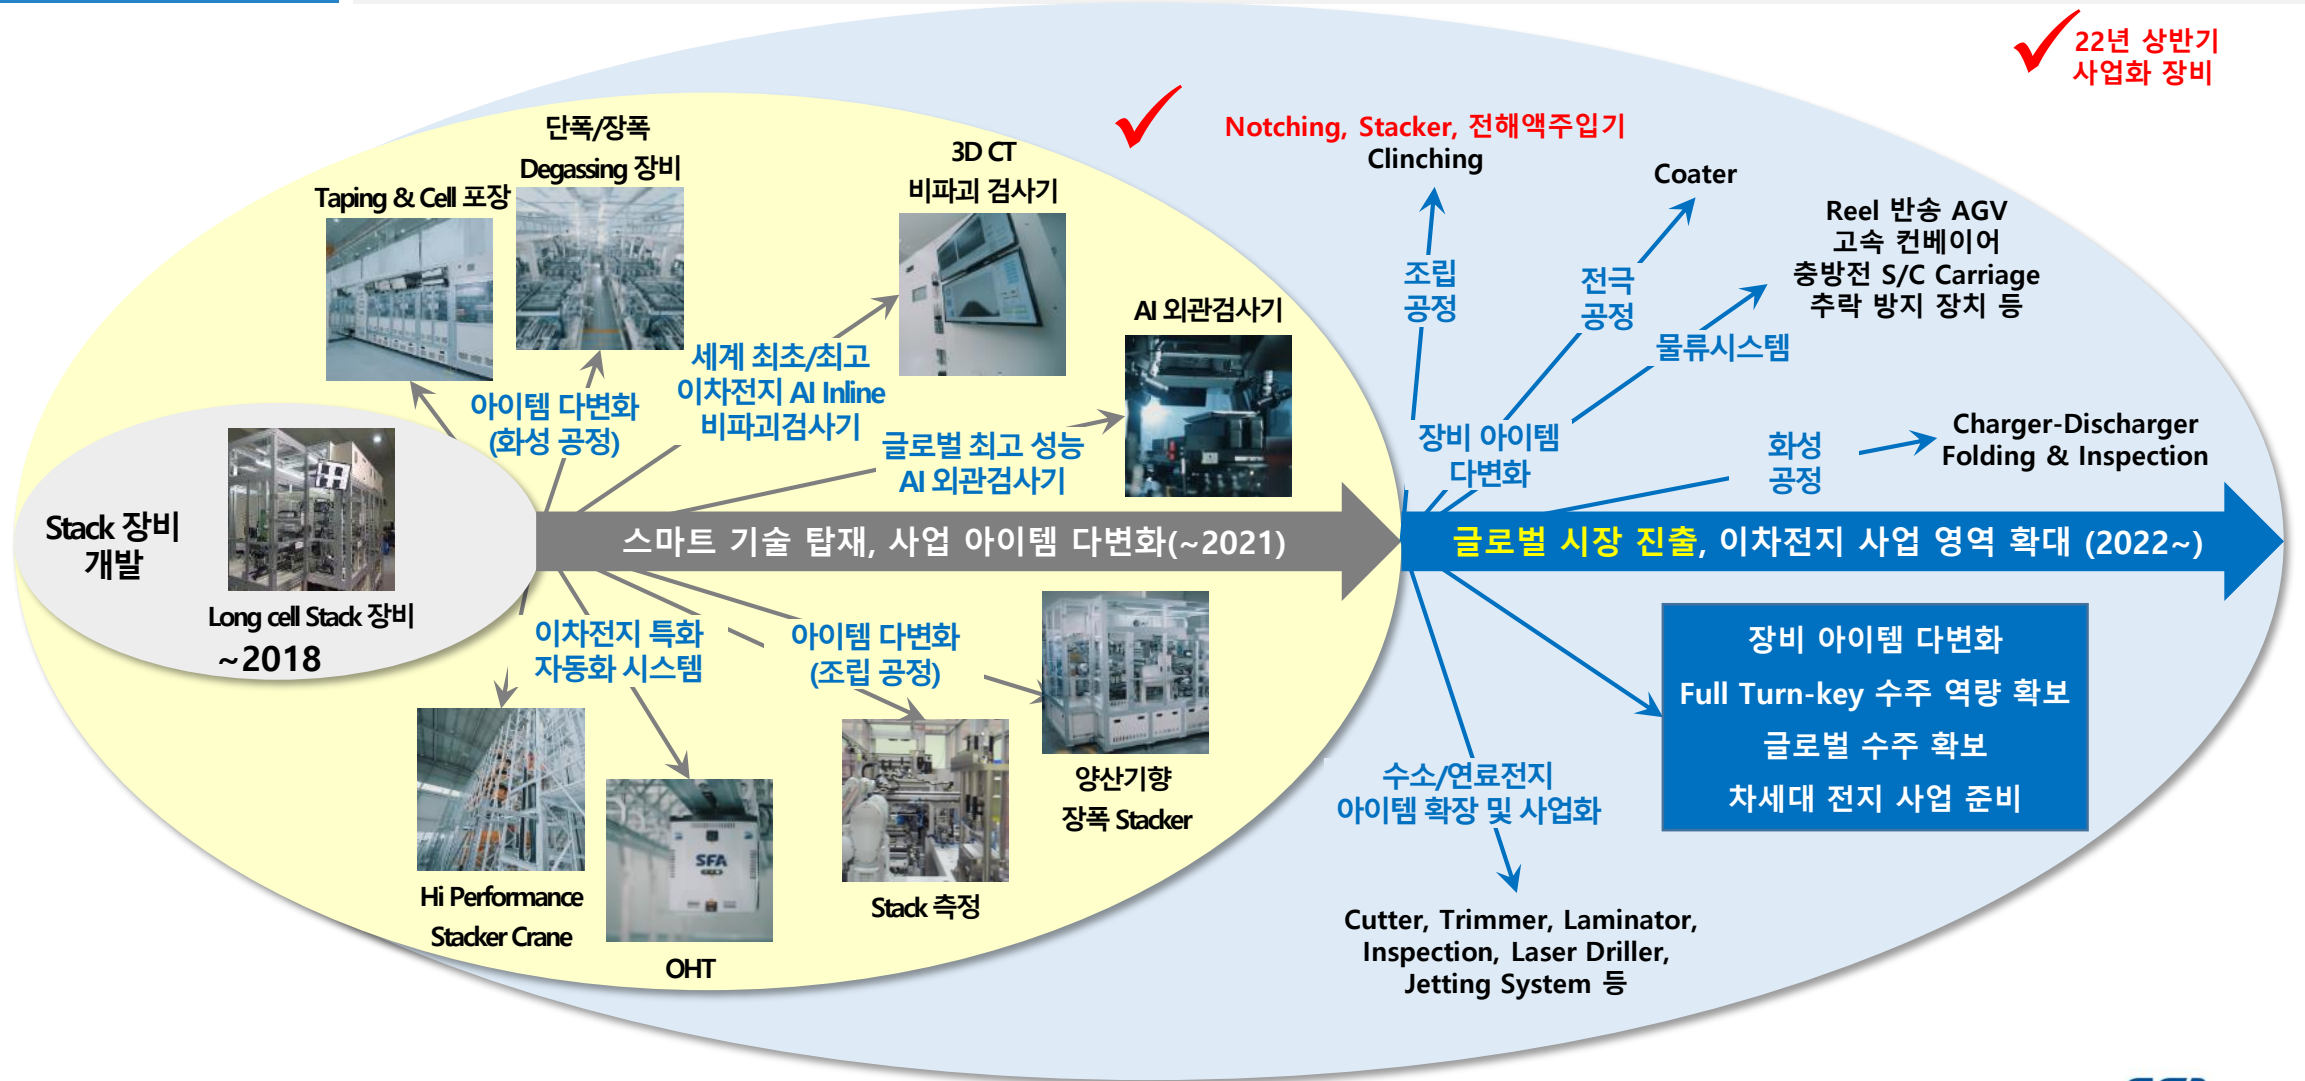 22년 상반기
사업화 장비
단폭/장폭
Degassing 장비
Taping & Cell 포장
3D CT
비파괴 검사기
AI 외관검사기
세계 최초/최고
이차전지 AI Inline
비파괴검사기
아이템 다변화
(화성 공정)
글로벌 최고 성능
AI 외관검사기
Stack 장비
개발
Long cell Stack 장비
~2018
스마트 기술 탑재, 사업 아이템 다변화(~2021)
이차전지 특화
자동화 시스템
아이템 다변화
(조립 공정)
Hi Performance
Stacker Crane
SFA
OHT
Stack 측정
양산기향
장폭 Stacker
Notching, Stacker, 전해액주입기
Clinching
Coater
Reel 반송 AGV
고속 컨베이어
충방전 S/C Carriage
추락 방지 장치 등
조립
공정
전극
공정
물류시스템
장비 아이템
다변화
화성
공정
Charger-Discharger
Folding & Inspection
글로벌 시장 진출, 이차전지 사업 영역 확대 (2022~)
장비 아이템 다변화
Full Turn-key 수주 역량 확보
글로벌 수주 확보
차세대 전지 사업 준비
수소/연료전지
아이템 확장 및 사업화
Cutter, Trimmer, Laminator,
Inspection, Laser Driller,
Jetting System 등